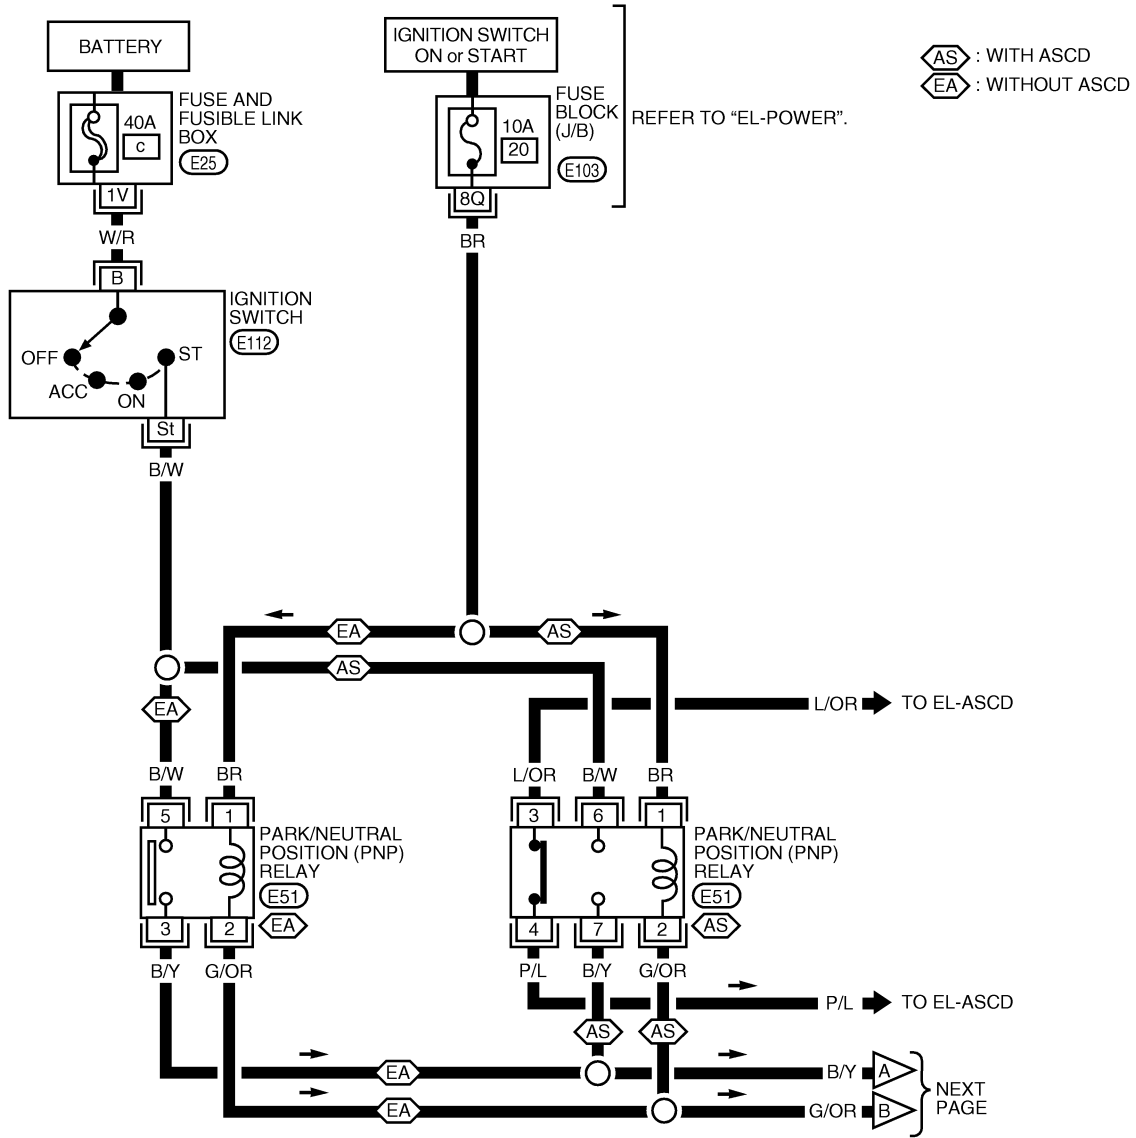 BATTERY
IGNITION SWITCH
ON or START
AS : WITH ASCD
EA : WITHOUT ASCD
40A
c
FUSE AND
FUSIBLE LINK
BOX
E25
10A
20
FUSE
BLOCK
(J/B)
E103
REFER TO “EL-POWER”.
1V
8Q
W/R
BR
B
IGNITION
SWITCH
E112
OFF
ACC
ON
ST
St
B/W
EA
AS
AS
EA
L/OR
TO EL-ASCD
B/W
BR
L/OR
B/W
BR
5
1
3
6
1
PARK/NEUTRAL
POSITION (PNP)
RELAY
E51
EA
PARK/NEUTRAL
POSITION (PNP)
RELAY
E51
AS
3
2
4
7
2
B/Y
G/OR
P/L
B/Y
G/OR
P/L
TO EL-ASCD
AS
AS
EA
B/Y
A
EA
G/OR
B
NEXT
PAGE